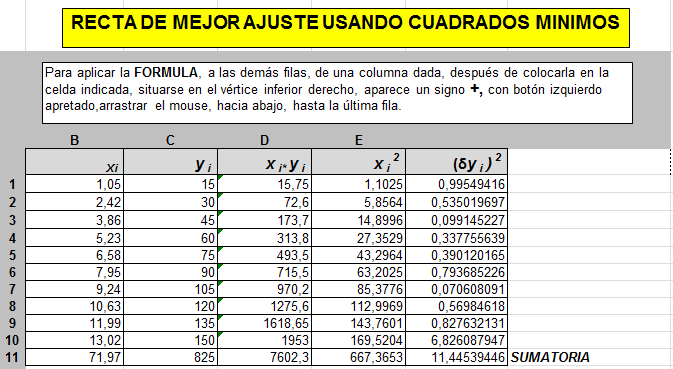 RECTA DE MEJOR AJUSTE USANDO CUADRADOS MINIMOS
Para aplicar la FORMULA, a las demás filas, de una columna dada, después de colocarla en la
celda indicada, situarse en el vértice inferior derecho, aparece un signo +, con botón izquierdo
apretado,arrastrar el mouse, hacia abajo, hasta la última fila.
B C D E
xi y i x i* y i x i ² (δy i ) ²
1 1,05 15 15,75 1,1025 0,99549416
2 2,42 30 72,6 5,8564 0,535019697
3 3,86 45 173,7 14,8996 0,099145227
4 5,23 60 313,8 27,3529 0,337755639
5 6,58 75 493,5 43,2964 0,390120165
6 7,95 90 715,5 63,2025 0,793685226
7 9,24 105 970,2 85,3776 0,070608091
8 10,63 120 1275,6 112,9969 0,56984618
9 11,99 135 1618,65 143,7601 0,827632131
10 13,02 150 1953 169,5204 6,826087947
11 71,97 825 7602,3 667,3653 11,44539446 SUMATORIA